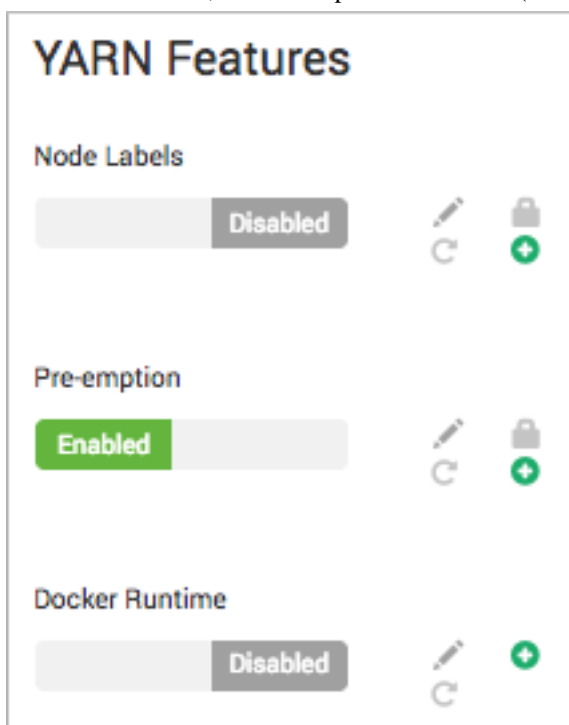 YARN Features
Node Labels
Disabled
Pre-emption
Enabled
Docker Runtime
Disabled